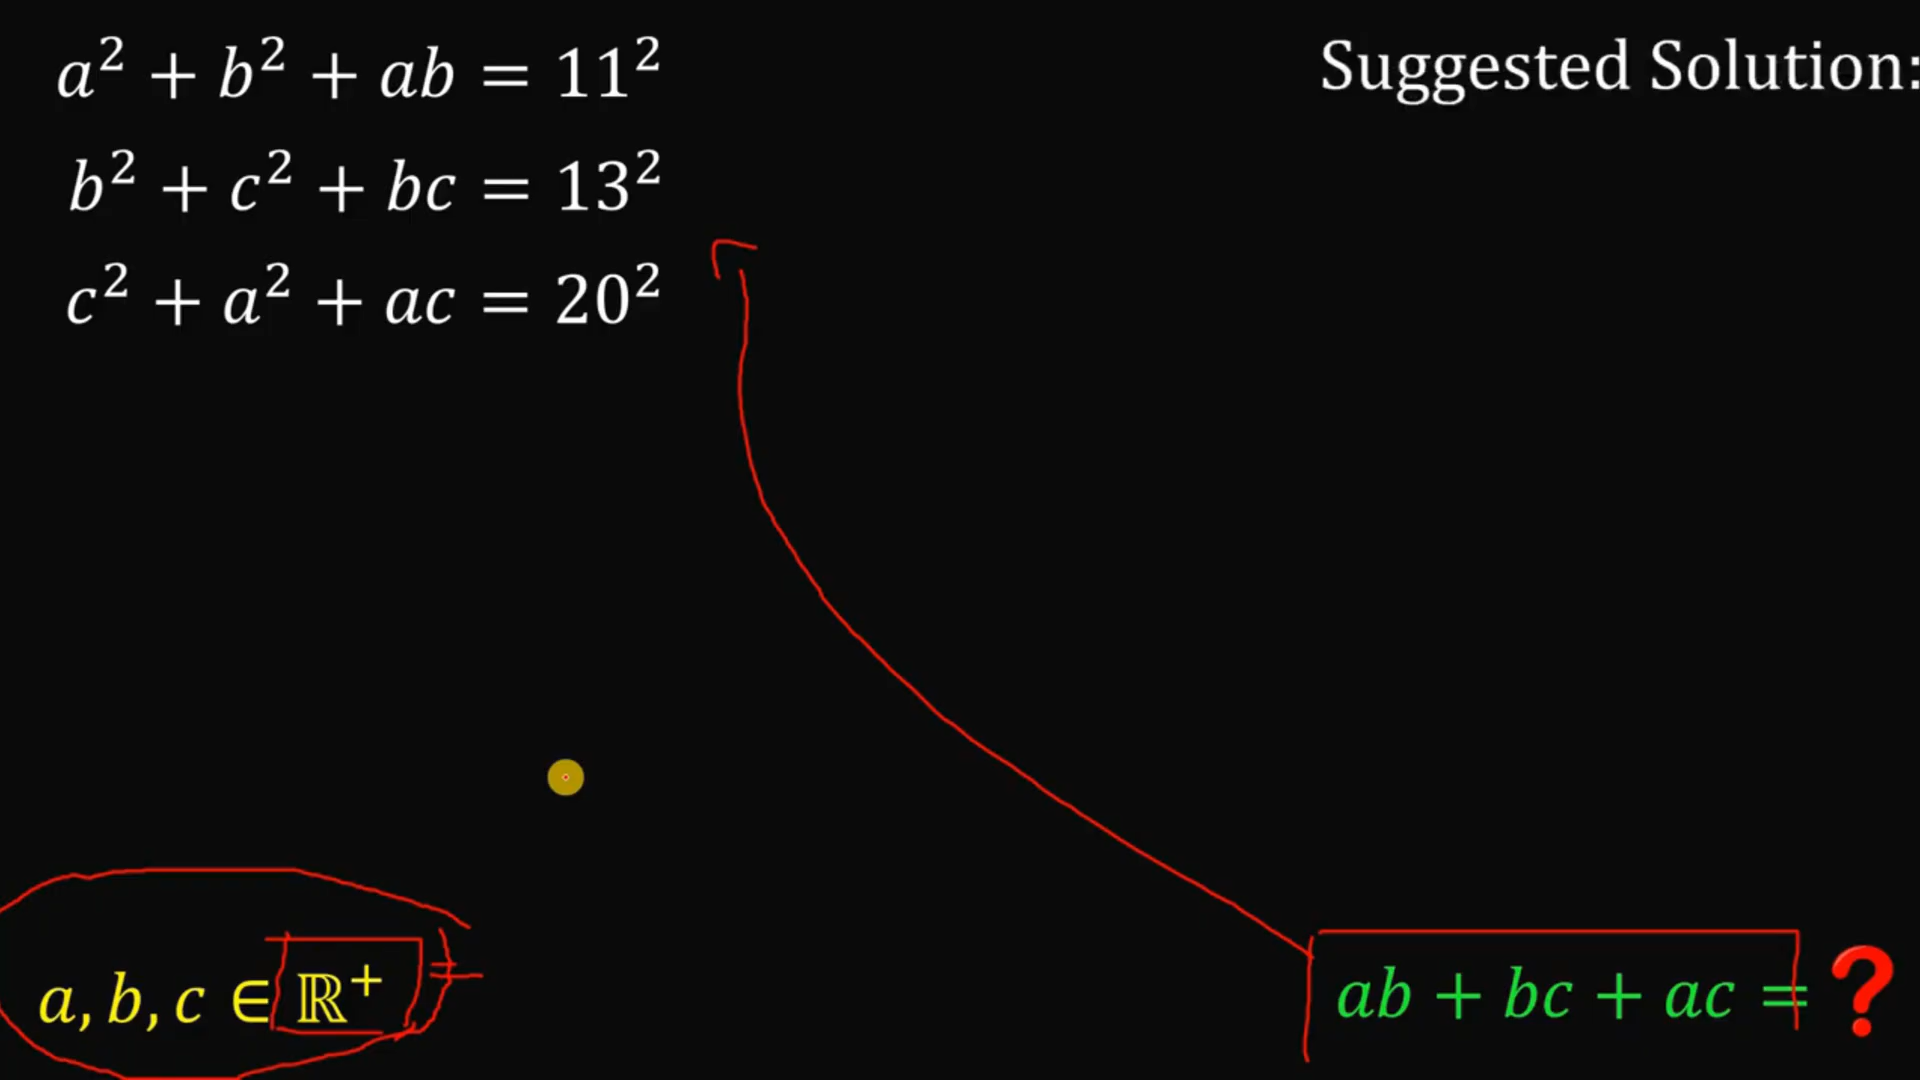 a² + b² + ab = 11²
Suggested Solution:
b² + c² + bc = 13²
c² + a² + ac = 20²
a, b, c ∈ ℝ⁺
ab + bc + ac = ❓